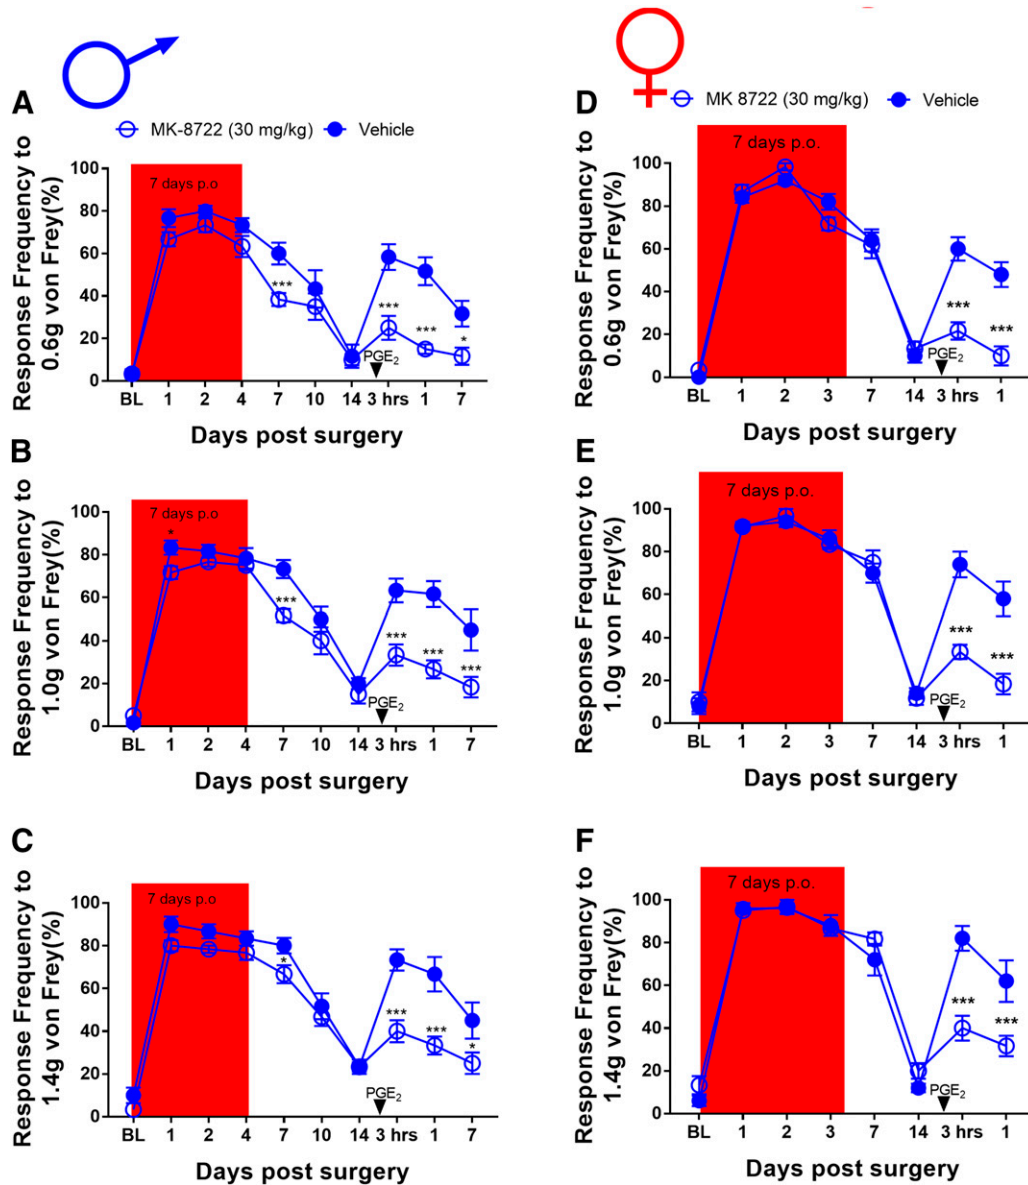 A
MK-8722 (30 mg/kg) Vehicle
Response Frequency to
0.6g von Frey(%)
100
80
60
40
20
0
7 days p.o
***
***
***
*
PGE2
BL 1 2 4 7 10 14 3 hrs 1 7
Days post surgery
B
Response Frequency to
1.0g von Frey(%)
100
80
60
40
20
0
7 days p.o
*
***
***
***
***
PGE2
BL 1 2 4 7 10 14 3 hrs 1 7
Days post surgery
C
Response Frequency to
1.4g von Frey(%)
100
80
60
40
20
0
7 days p.o
*
***
***
*
PGE2
BL 1 2 4 7 10 14 3 hrs 1 7
Days post surgery
D
MK 8722 (30 mg/kg) Vehicle
Response Frequency to
0.6g von Frey(%)
100
80
60
40
20
0
7 days p.o.
***
***
PGE2
BL 1 2 3 7 14 3 hrs 1
Days post surgery
E
Response Frequency to
1.0g von Frey(%)
100
80
60
40
20
0
7 days p.o.
***
***
PGE2
BL 1 2 3 7 14 3 hrs 1
Days post surgery
F
Response Frequency to
1.4g von Frey(%)
100
80
60
40
20
0
7 days p.o.
***
***
PGE2
BL 1 2 3 7 14 3 hrs 1
Days post surgery